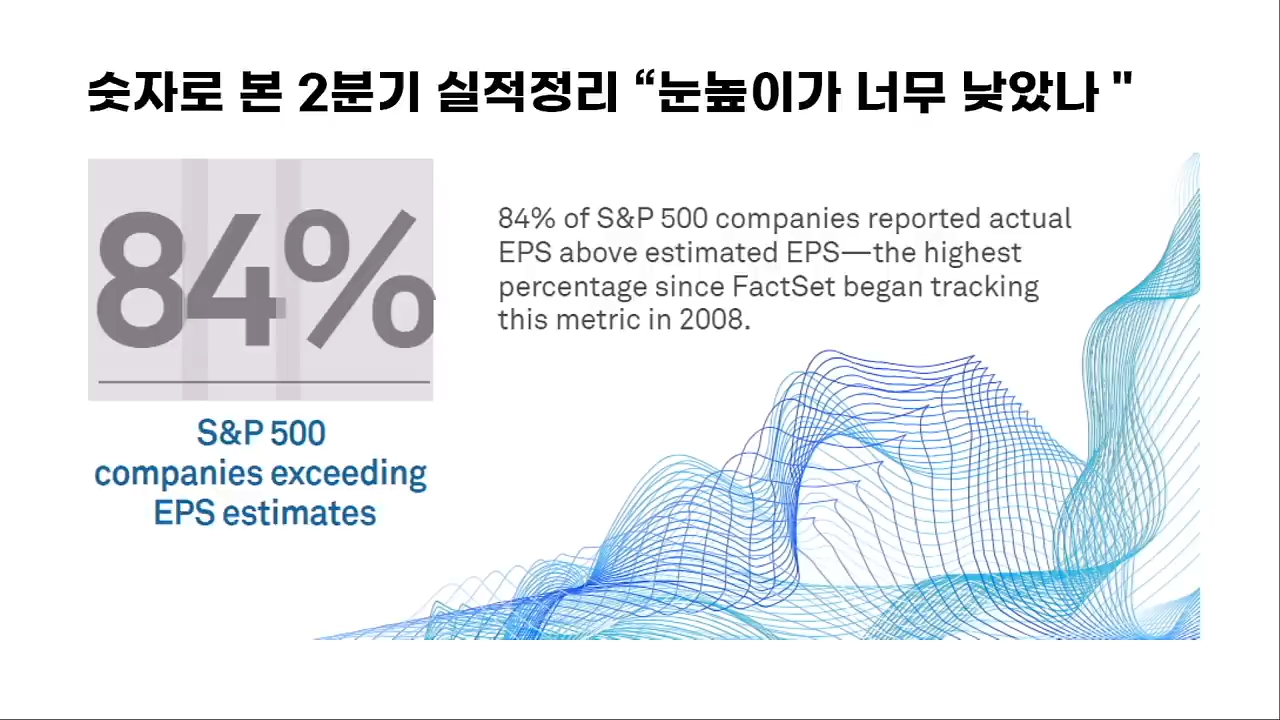 숫자로 본 2분기 실적정리 “눈높이가 너무 낮았나 "
84%
S&P 500
companies exceeding
EPS estimates
84% of S&P 500 companies reported actual
EPS above estimated EPS—the highest
percentage since FactSet began tracking
this metric in 2008.